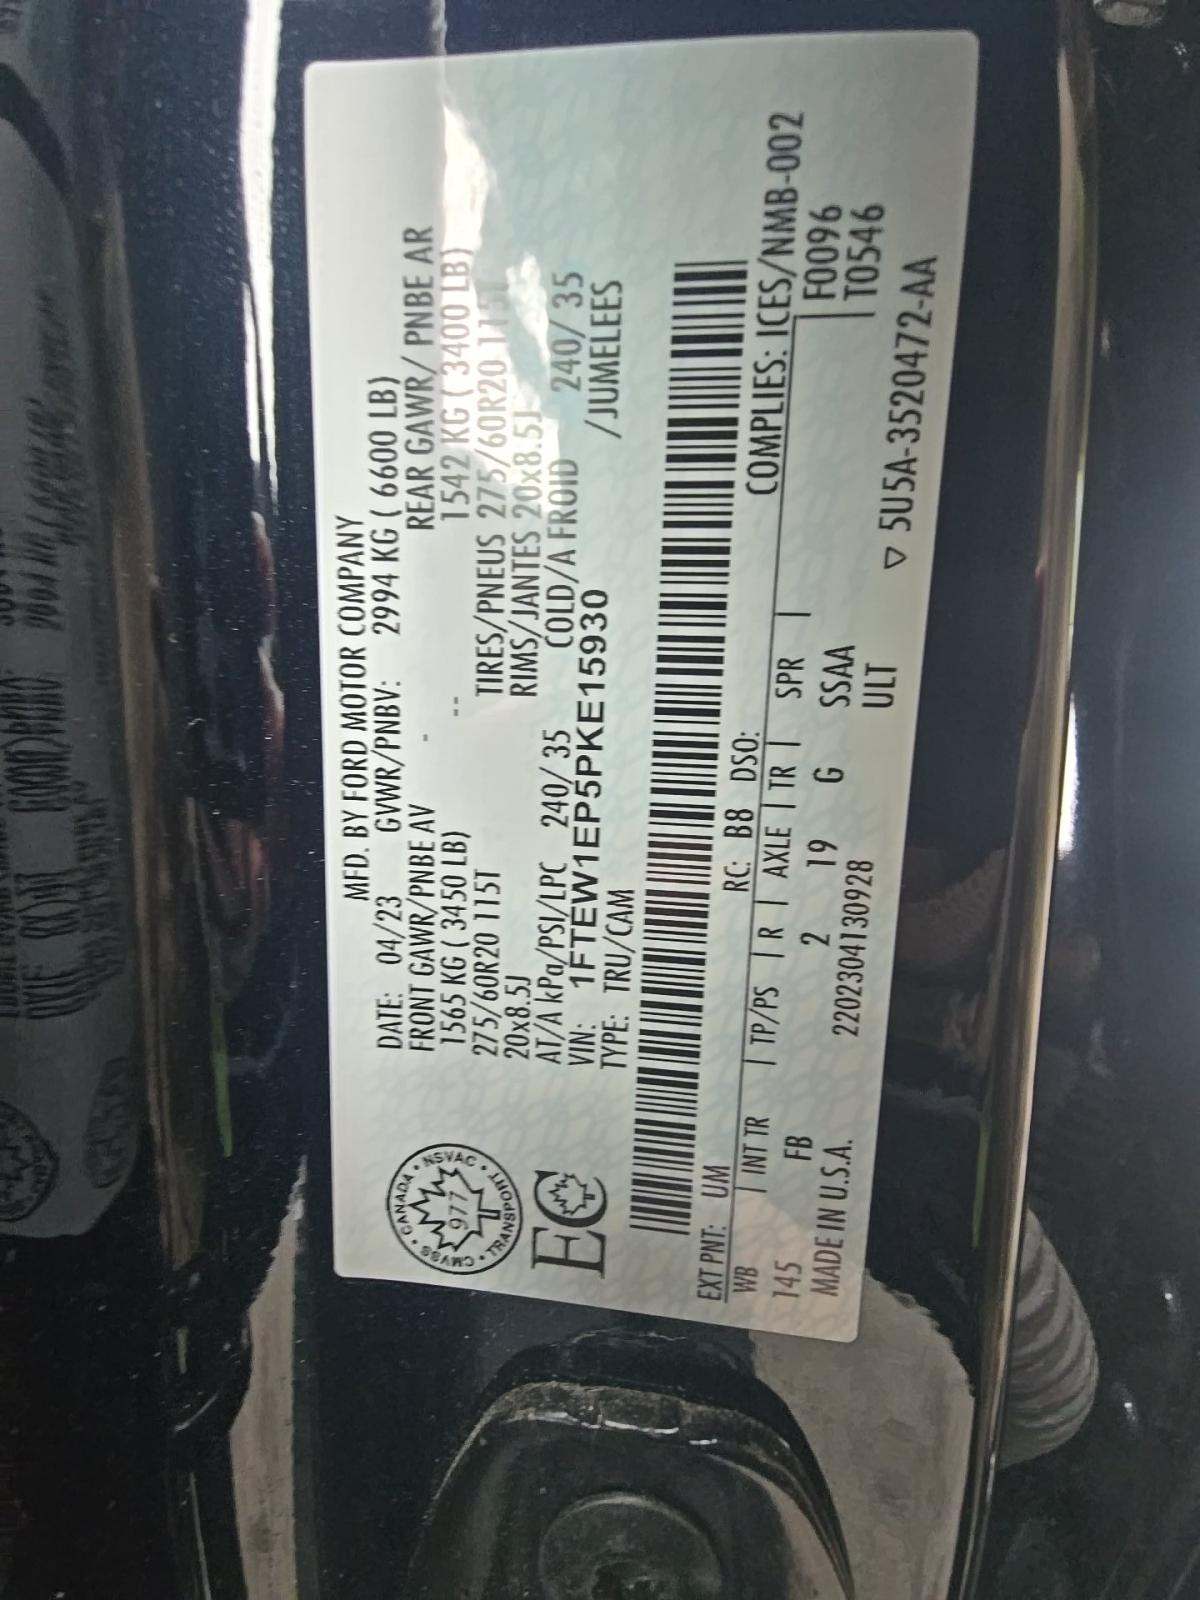 MFD. BY FORD MOTOR COMPANY
DATE: 04/23 GVWR/PNBV: 2994 KG ( 6600 LB)
FRONT GAWR/PNBE AV REAR GAWR/ PNBE AR
1565 KG ( 3450 LB) 1542 KG ( 3400 LB)
275/60R20 115T TIRES/PNEUS 275/60R20 115T
20x8.5J RIMS/JANTES 20x8.5J
AT/A kPa/PSI/LPC 240/ 35 COLD/A FROID 240/ 35
VIN: 1FTEW1EP5PKE15930 /JUMELEES
TYPE: TRU/CAM
CANADA • NSVAC • TRANSPORT • CMVSS
977
EC
EXT PNT: UM RC: B8 DSO: COMPLIES: ICES/NMB-002
WB | INT TR | TP/PS | R | AXLE | TR | SPR | | F0096
145 FB 2 19 G SSAA T0546
MADE IN U.S.A. 2202304130928 ULT
▽ 5U5A-3520472-AA